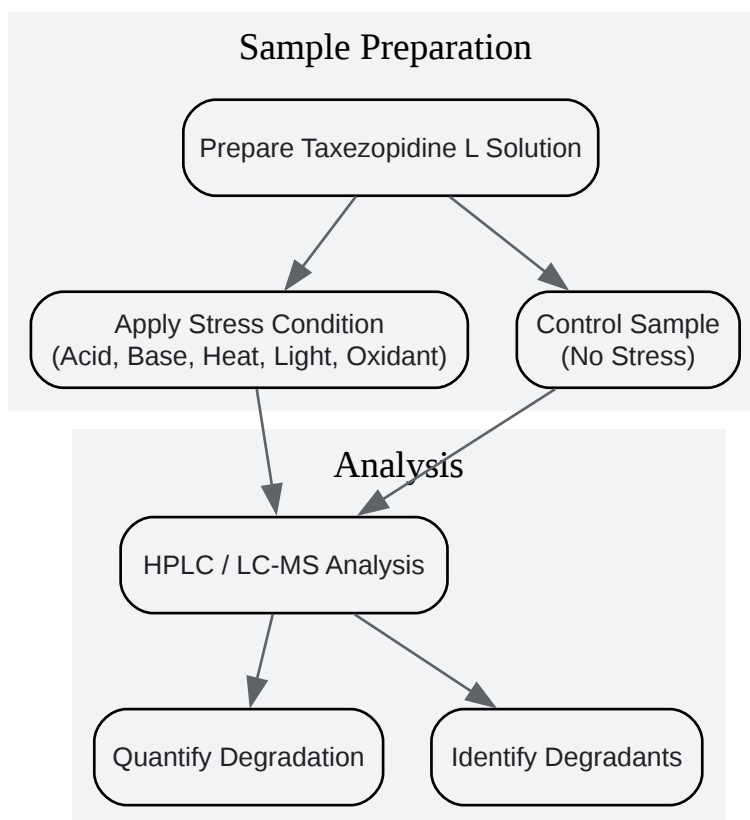 Sample Preparation
Prepare Taxezopidine L Solution
Apply Stress Condition
(Acid, Base, Heat, Light, Oxidant)
Control Sample
(No Stress)
Analysis
HPLC / LC-MS Analysis
Quantify Degradation
Identify Degradants